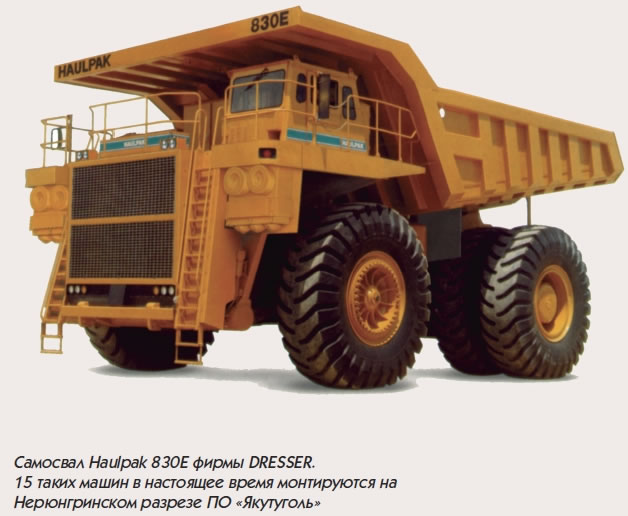 830E
HAULPAK
HAULPAK
HAULPAK
Самосвал Haulpak 830E фирмы DRESSER.
15 таких машин в настоящее время монтируются на
Нерюнгринском разрезе ПО «Якутуголь»